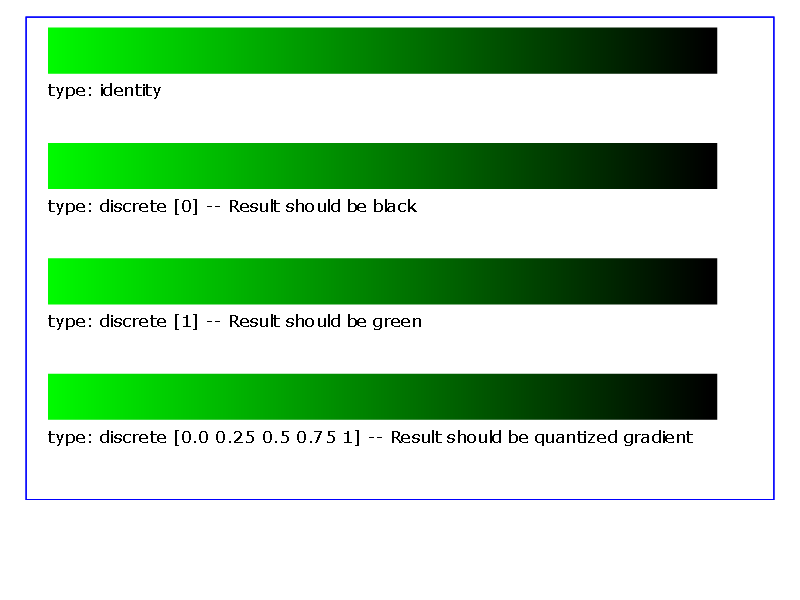 type: identity
type: discrete [0] -- Result should be black
type: discrete [1] -- Result should be green
type: discrete [0.0 0.25 0.5 0.75 1] -- Result should be quantized gradient